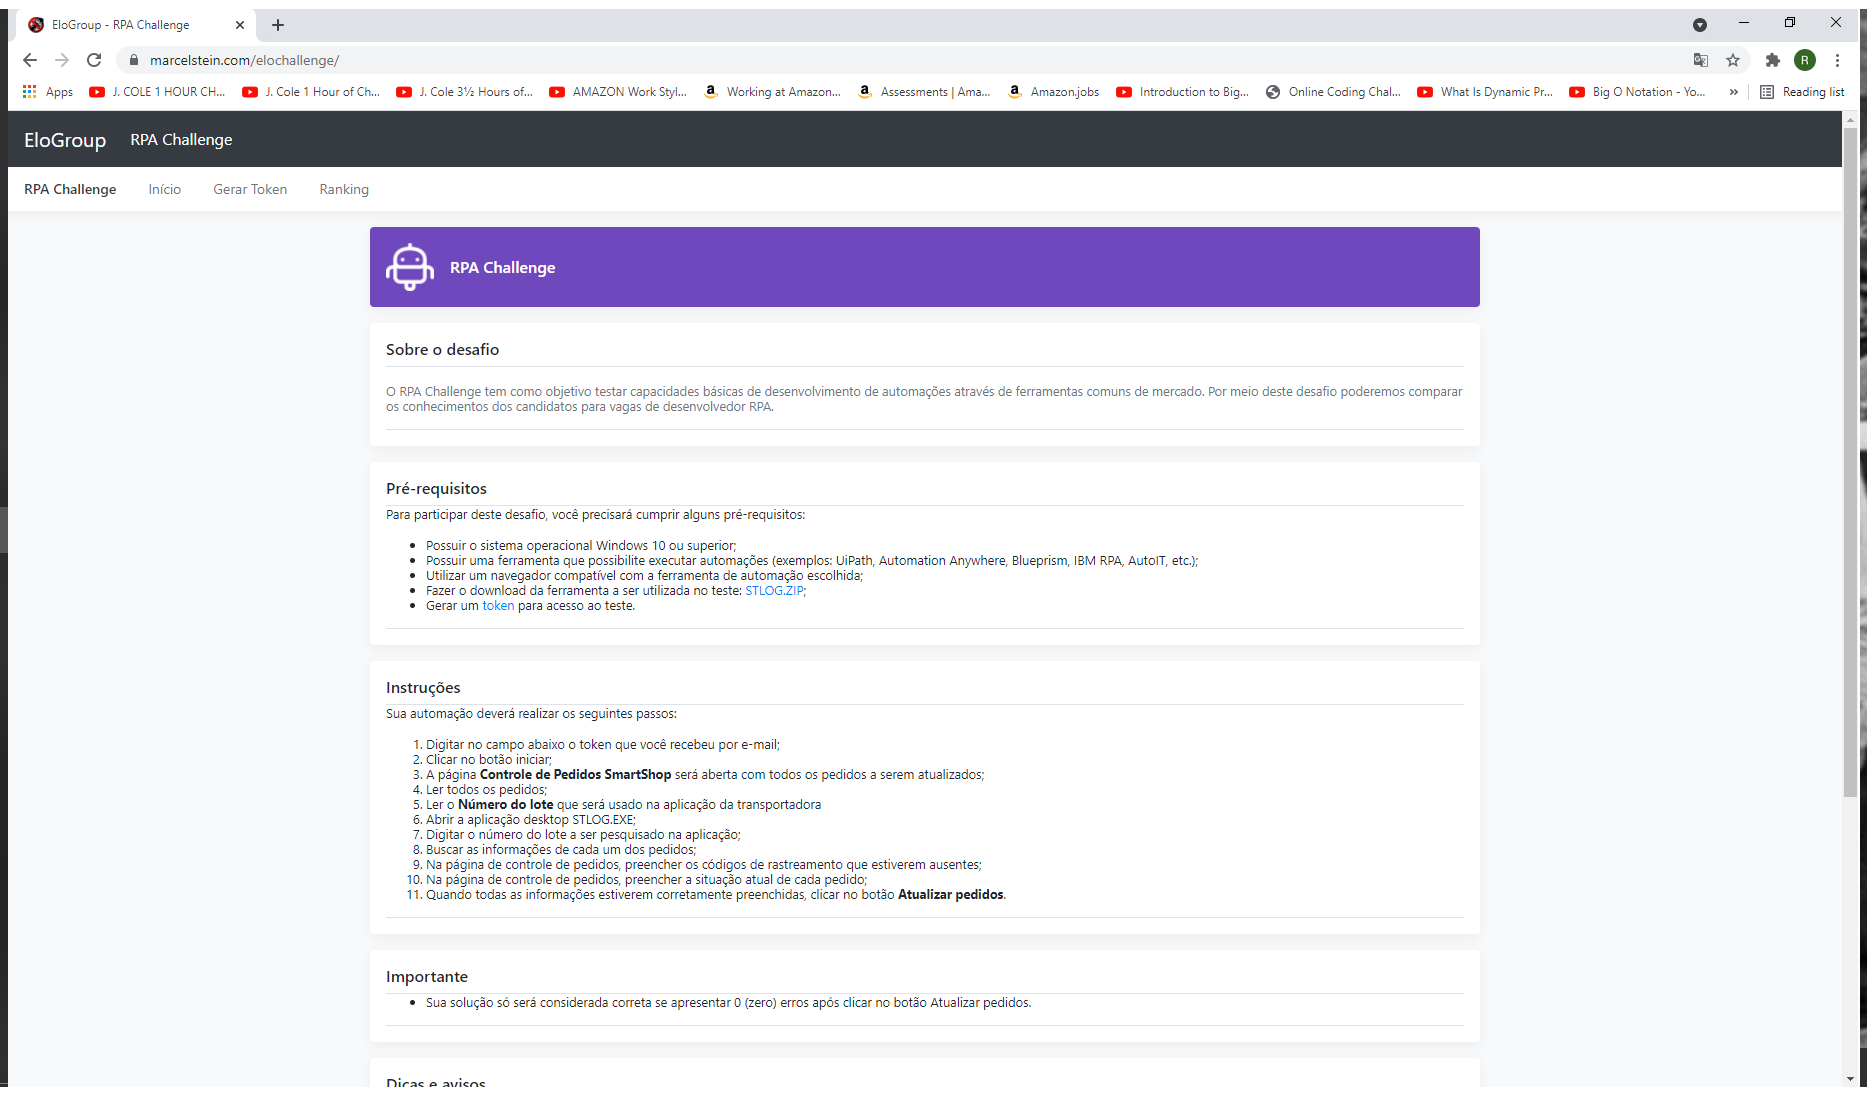 EloGroup - RPA Challenge
marcelstein.com/elochallenge/
R
Apps J. COLE 1 HOUR CH... J. Cole 1 Hour of Ch... J. Cole 3½ Hours of... AMAZON Work Styl... Working at Amazon... Assessments | Ama... Amazon.jobs Introduction to Big... Online Coding Chal... What Is Dynamic Pr... Big O Notation - Yo... » Reading list
EloGroup RPA Challenge
RPA Challenge Início Gerar Token Ranking
RPA Challenge
Sobre o desafio
O RPA Challenge tem como objetivo testar capacidades básicas de desenvolvimento de automações através de ferramentas comuns de mercado. Por meio deste desafio poderemos comparar
os conhecimentos dos candidatos para vagas de desenvolvedor RPA.
Pré-requisitos
Para participar deste desafio, você precisará cumprir alguns pré-requisitos:
• Possuir o sistema operacional Windows 10 ou superior;
• Possuir uma ferramenta que possibilite executar automações (exemplos: UiPath, Automation Anywhere, Blueprism, IBM RPA, AutoIT, etc.);
• Utilizar um navegador compatível com a ferramenta de automação escolhida;
• Fazer o download da ferramenta a ser utilizada no teste: STLOG.ZIP;
• Gerar um token para acesso ao teste.
Instruções
Sua automação deverá realizar os seguintes passos:
1. Digitar no campo abaixo o token que você recebeu por e-mail;
2. Clicar no botão iniciar;
3. A página Controle de Pedidos SmartShop será aberta com todos os pedidos a serem atualizados;
4. Ler todos os pedidos;
5. Ler o Número do lote que será usado na aplicação da transportadora
6. Abrir a aplicação desktop STLOG.EXE;
7. Digitar o número do lote a ser pesquisado na aplicação;
8. Buscar as informações de cada um dos pedidos;
9. Na página de controle de pedidos, preencher os códigos de rastreamento que estiverem ausentes;
10. Na página de controle de pedidos, preencher a situação atual de cada pedido;
11. Quando todas as informações estiverem corretamente preenchidas, clicar no botão Atualizar pedidos.
Importante
• Sua solução só será considerada correta se apresentar 0 (zero) erros após clicar no botão Atualizar pedidos.
Dicas e avisos